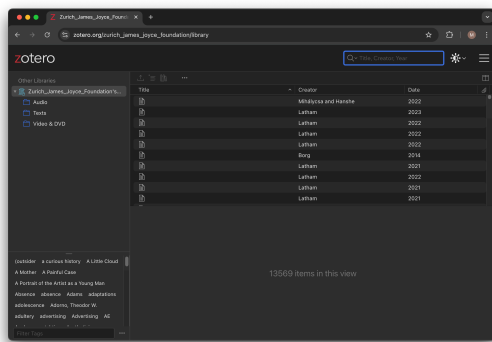 Zurich_James_Joyce_Found
zotero.org/zurich_james_joyce_foundation/library
M
zotero
Title, Creator, Year
Other Libraries
Zurich_James_Joyce_Foundation's...
Audio
Texts
Video & DVD
Title Creator Date
Mihálycsa and Hanshe 2022
Latham 2023
Latham 2022
Latham 2022
Latham 2022
Borg 2014
Latham 2021
Latham 2022
Latham 2021
Latham 2021
13569 items in this view
(outsider a curious history A Little Cloud
A Mother A Painful Case
A Portrait of the Artist as a Young Man
Absence absence Adams adaptations
adolescence Adorno, Theodor W.
adultery advertising Advertising AE
Filter Tags